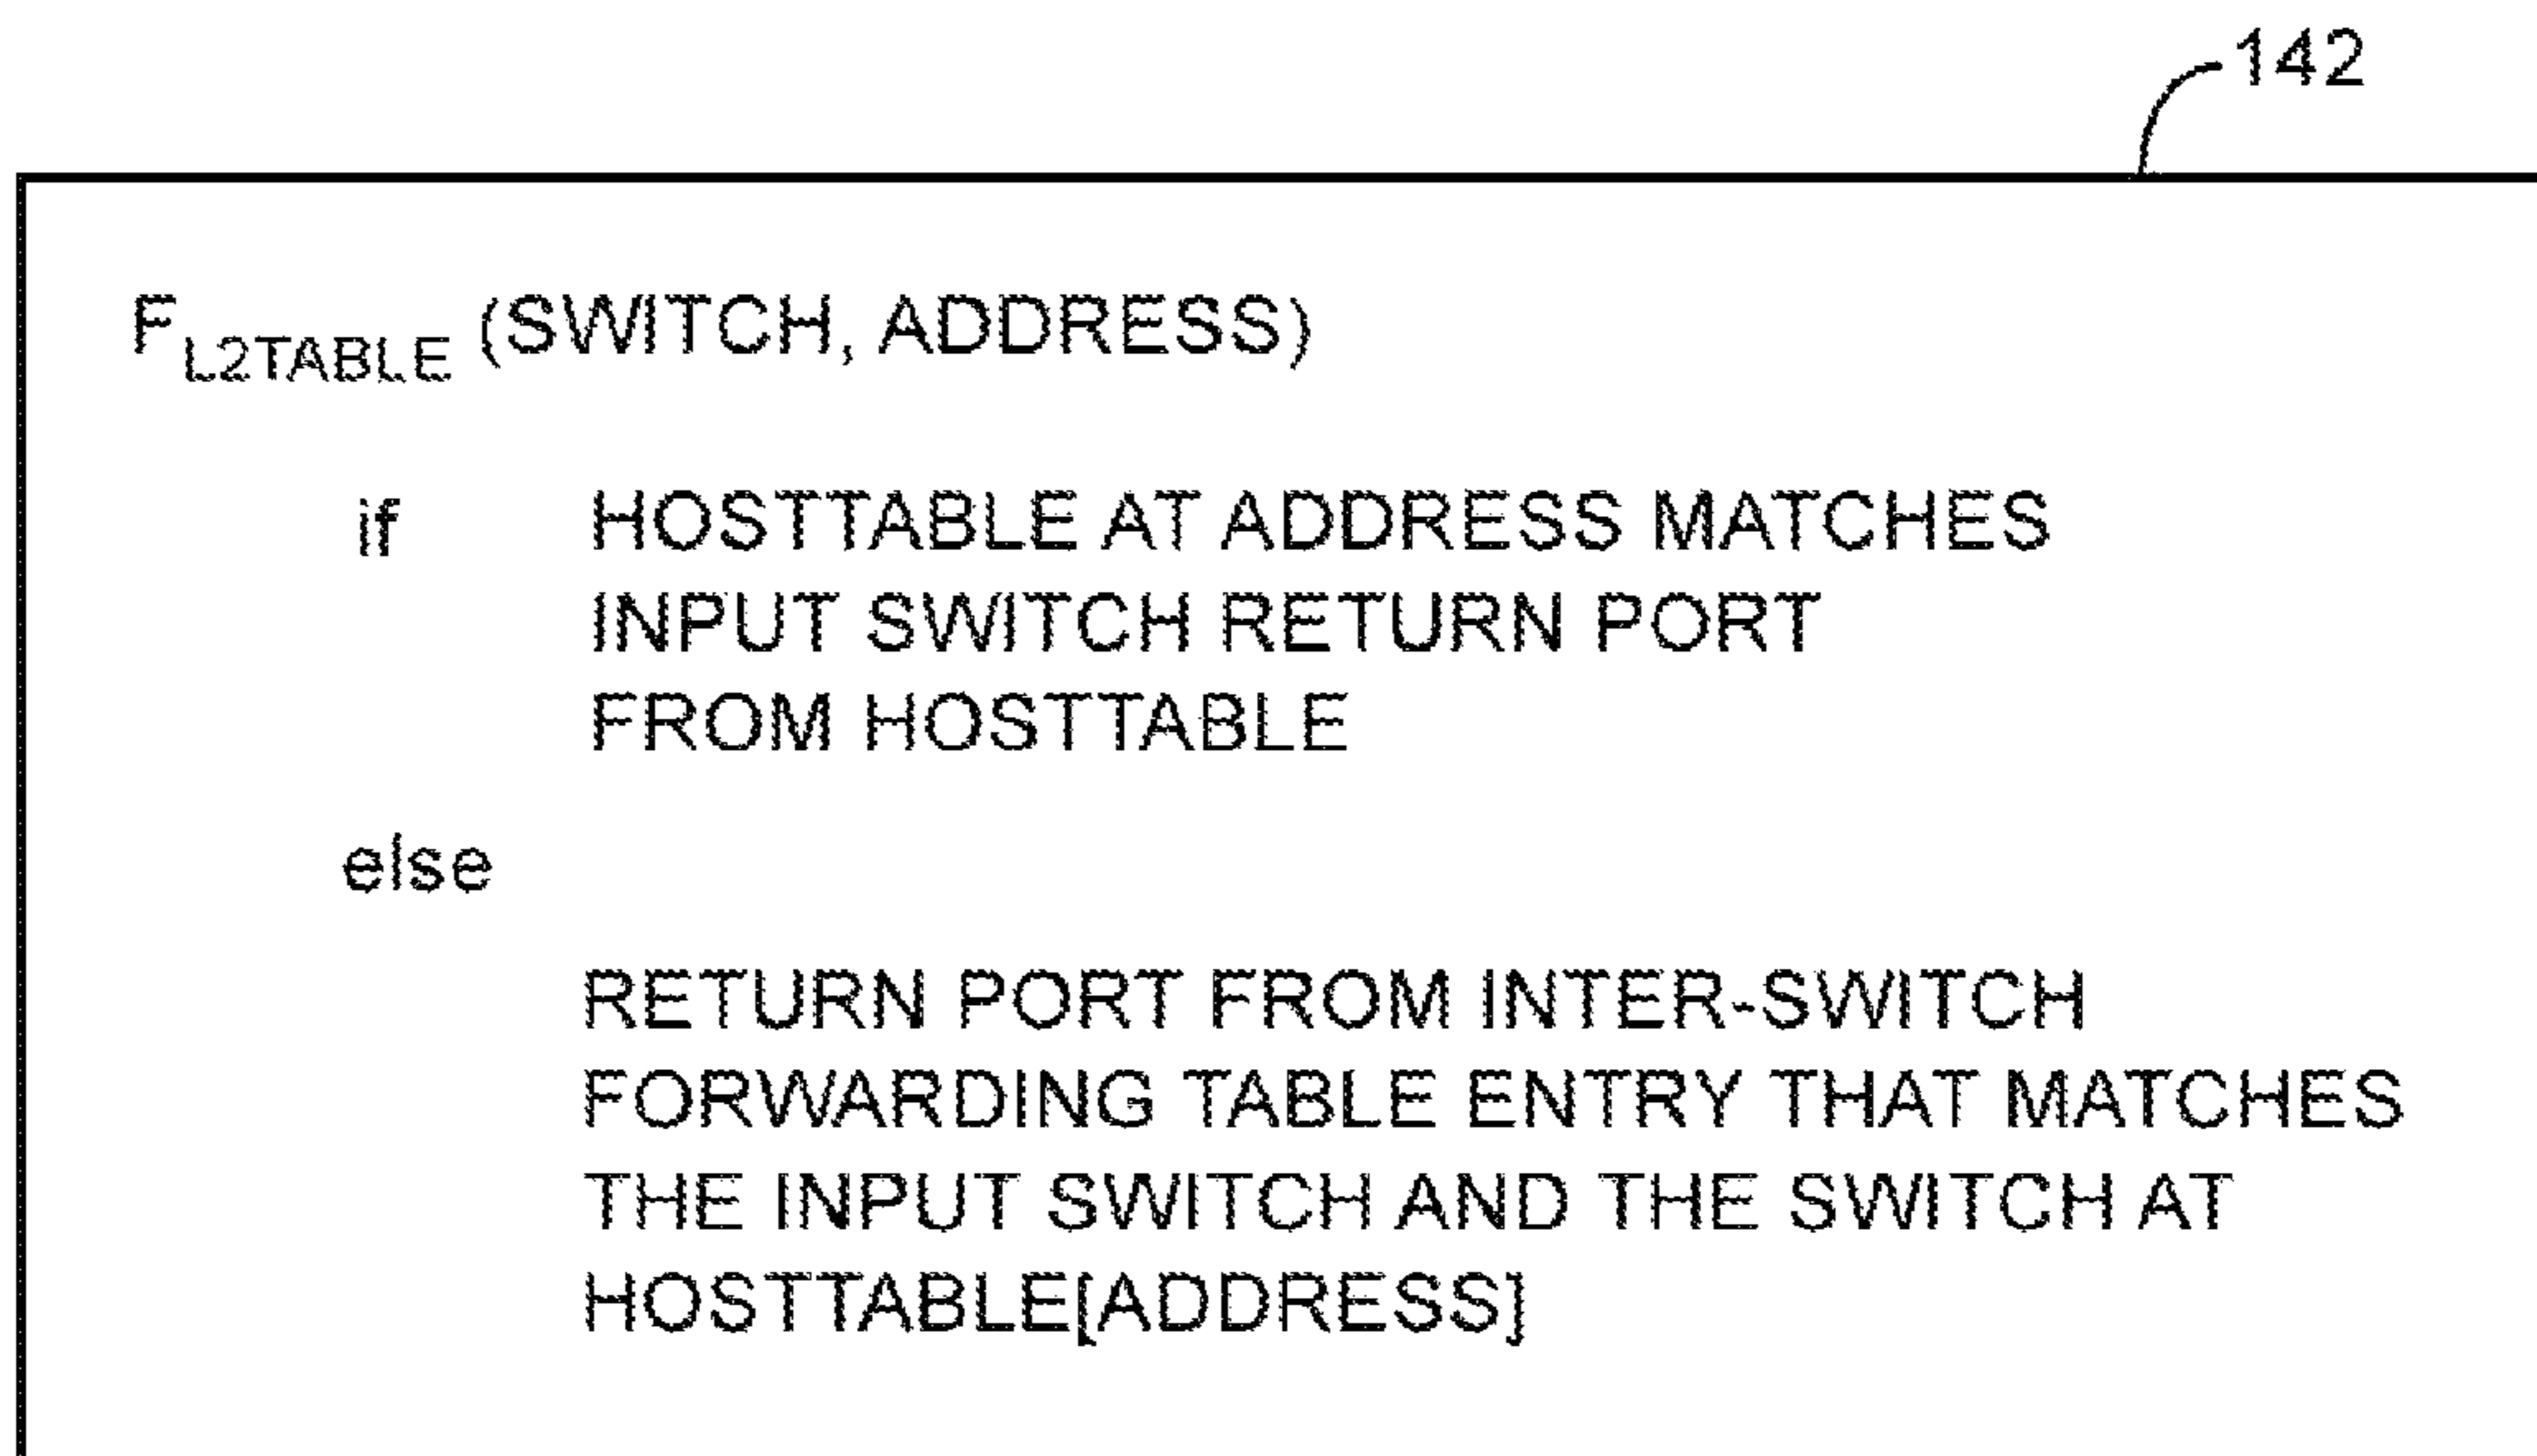 142
F L2TABLE (SWITCH, ADDRESS)
if HOSTTABLE AT ADDRESS MATCHES
INPUT SWITCH RETURN PORT
FROM HOSTTABLE
else
RETURN PORT FROM INTER-SWITCH
FORWARDING TABLE ENTRY THAT MATCHES
THE INPUT SWITCH AND THE SWITCH AT
HOSTTABLE[ADDRESS]